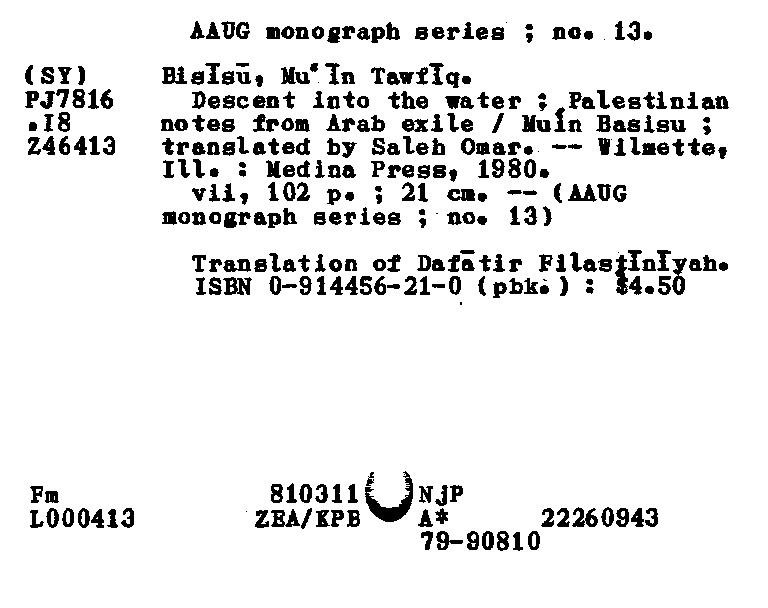 AAUG monograph series ; no. 13.
(SY) Bisīsū, Muʻīn Tawfīq.
PJ7816 Descent into the water : Palestinian
.I8 notes from Arab exile / Muin Basisu ;
Z46413 translated by Saleh Omar. -- Wilmette,
Ill. : Medina Press, 1980.
vii, 102 p. ; 21 cm. -- (AAUG
monograph series ; no. 13)
Translation of Dafātir Filasṭīnīyah.
ISBN 0-914456-21-0 (pbk.) : $4.50
Fm 810311 NJP
L000413 ZEA/KPB A* 22260943
79-90810